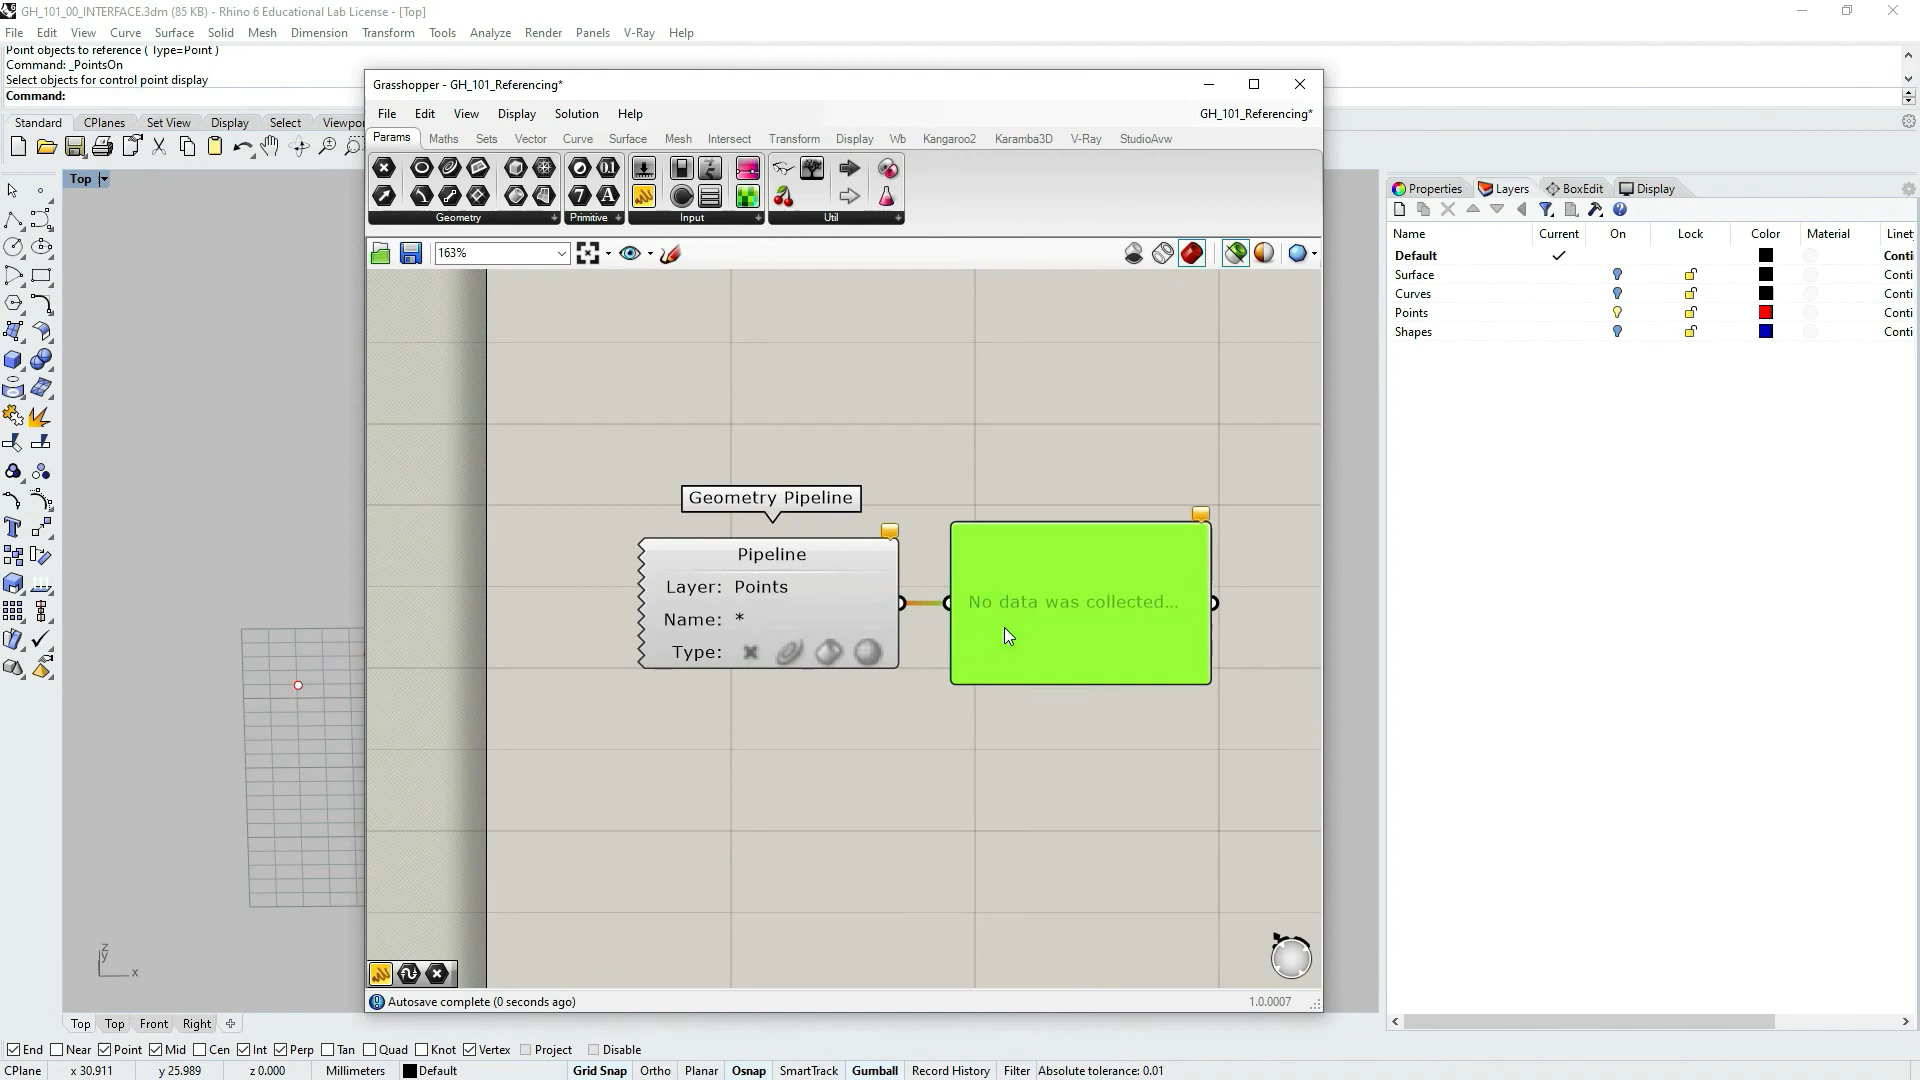 GH_101_00_INTERFACE.3dm (85 KB) - Rhino 6 Educational Lab License - [Top]
File Edit View Curve Surface Solid Mesh Dimension Transform Tools Analyze Render Panels V-Ray Help
Point objects to reference ( Type=Point )
Command: _PointsOn
Select objects for control point display
Command:
Standard CPlanes Set View Display Select Viewpor
Top
Grasshopper - GH_101_Referencing*
File Edit View Display Solution Help GH_101_Referencing*
Params Maths Sets Vector Curve Surface Mesh Intersect Transform Display Wb Kangaroo2 Karamba3D V-Ray StudioAvw
Geometry Primitive Input Util
163%
Geometry Pipeline
Pipeline
Layer: Points
Name: *
Type:
No data was collected...
Autosave complete (0 seconds ago) 1.0.0007
Properties Layers BoxEdit Display
Name Current On Lock Color Material Linet
Default Conti
Surface Conti
Curves Conti
Points Conti
Shapes Conti
z
y
x
Top Top Front Right
End Near Point Mid Cen Int Perp Tan Quad Knot Vertex Project Disable
CPlane x 30.911 y 25.989 z 0.000 Millimeters Default Grid Snap Ortho Planar Osnap SmartTrack Gumball Record History Filter Absolute tolerance: 0.01